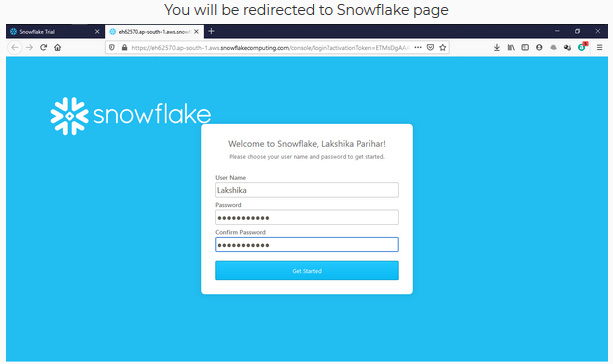 You will be redirected to Snowflake page
Snowflake Trial
eh62570.ap-south-1.aws.snowf
https://eh62570.ap-south-1.aws.snowflakecomputing.com/console/login?activationToken=ETMsDgAA
snowflake
Welcome to Snowflake, Lakshika Parihar!
Please choose your user name and password to get started.
User Name
Lakshika
Password
Confirm Password
Get Started